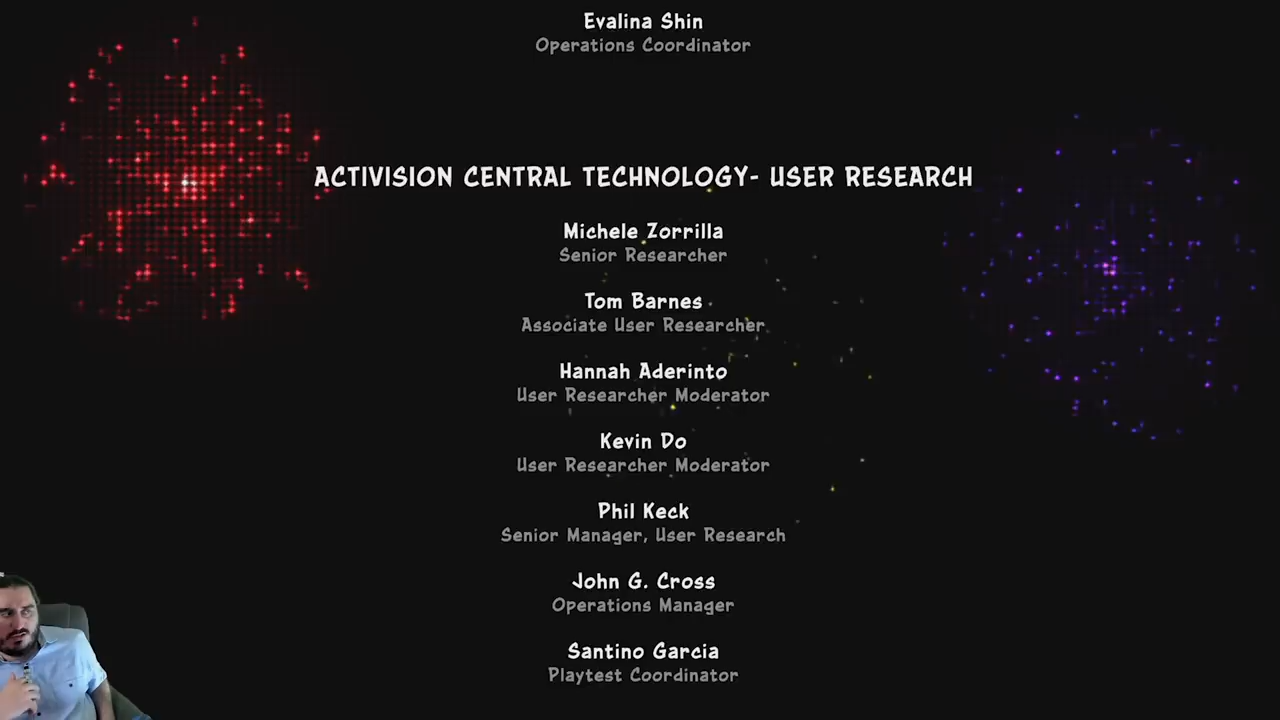 Evalina Shin
Operations Coordinator
ACTIVISION CENTRAL TECHNOLOGY- USER RESEARCH
Michele Zorrilla
Senior Researcher
Tom Barnes
Associate User Researcher
Hannah Aderinto
User Researcher Moderator
Kevin Do
User Researcher Moderator
Phil Keck
Senior Manager, User Research
John G. Cross
Operations Manager
Santino Garcia
Playtest Coordinator